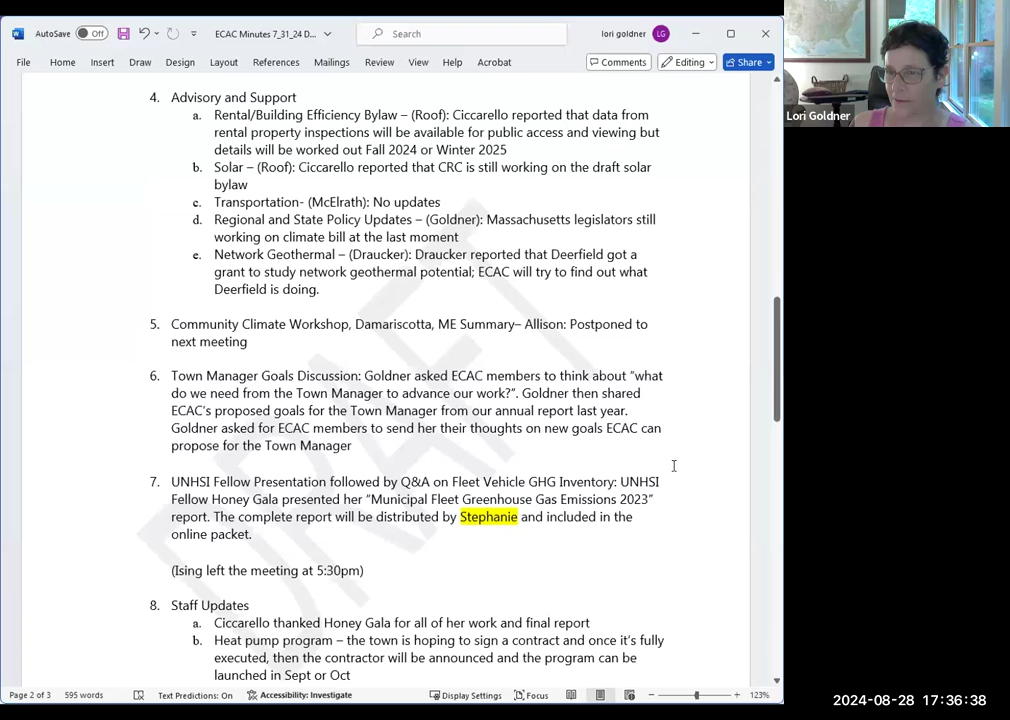 AutoSave Off ECAC Minutes 7_31_24 D... Search lori goldner LG
File Home Insert Draw Design Layout References Mailings Review View Help Acrobat Comments Editing Share
Lori Goldner
4. Advisory and Support
a. Rental/Building Efficiency Bylaw – (Roof): Ciccarello reported that data from
rental property inspections will be available for public access and viewing but
details will be worked out Fall 2024 or Winter 2025
b. Solar – (Roof): Ciccarello reported that CRC is still working on the draft solar
bylaw
c. Transportation- (McElrath): No updates
d. Regional and State Policy Updates – (Goldner): Massachusetts legislators still
working on climate bill at the last moment
e. Network Geothermal – (Draucker): Draucker reported that Deerfield got a
grant to study network geothermal potential; ECAC will try to find out what
Deerfield is doing.
5. Community Climate Workshop, Damariscotta, ME Summary– Allison: Postponed to
next meeting
6. Town Manager Goals Discussion: Goldner asked ECAC members to think about "what
do we need from the Town Manager to advance our work?". Goldner then shared
ECAC's proposed goals for the Town Manager from our annual report last year.
Goldner asked for ECAC members to send her their thoughts on new goals ECAC can
propose for the Town Manager
7. UNHSI Fellow Presentation followed by Q&A on Fleet Vehicle GHG Inventory: UNHSI
Fellow Honey Gala presented her "Municipal Fleet Greenhouse Gas Emissions 2023"
report. The complete report will be distributed by Stephanie and included in the
online packet.
(Ising left the meeting at 5:30pm)
8. Staff Updates
a. Ciccarello thanked Honey Gala for all of her work and final report
b. Heat pump program – the town is hoping to sign a contract and once it's fully
executed, then the contractor will be announced and the program can be
launched in Sept or Oct
DRAFT
Page 2 of 3 595 words Text Predictions: On Accessibility: Investigate Display Settings Focus 123%
2024-08-28 17:36:38